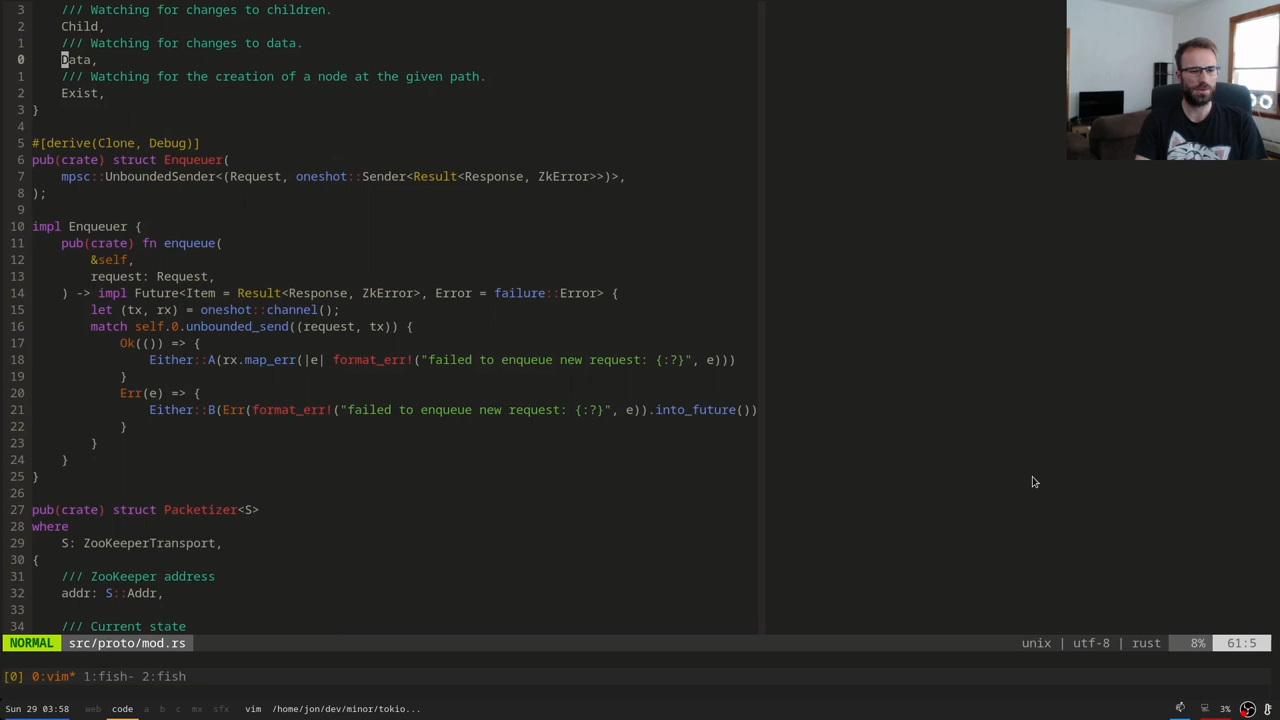 3 /// Watching for changes to children.
2 Child,
1 /// Watching for changes to data.
0 Data,
1 /// Watching for the creation of a node at the given path.
2 Exist,
3 }
4
5 #[derive(Clone, Debug)]
6 pub(crate) struct Enqueuer(
7 mpsc::UnboundedSender<(Request, oneshot::Sender<Result<Response, ZkError>>)>,
8 );
9
10 impl Enqueuer {
11 pub(crate) fn enqueue(
12 &self,
13 request: Request,
14 ) -> impl Future<Item = Result<Response, ZkError>, Error = failure::Error> {
15 let (tx, rx) = oneshot::channel();
16 match self.0.unbounded_send((request, tx)) {
17 Ok(()) => {
18 Either::A(rx.map_err(|e| format_err!("failed to enqueue new request: {:?}", e)))
19 }
20 Err(e) => {
21 Either::B(Err(format_err!("failed to enqueue new request: {:?}", e)).into_future())
22 }
23 }
24 }
25 }
26
27 pub(crate) struct Packetizer<S>
28 where
29 S: ZooKeeperTransport,
30 {
31 /// ZooKeeper address
32 addr: S::Addr,
33
34 /// Current state
NORMAL src/proto/mod.rs unix | utf-8 | rust 8% 61:5
[0] 0:vim* 1:fish- 2:fish
Sun 29 03:58 web code a b c mx sfx vim /home/jon/dev/minor/tokio... 3%